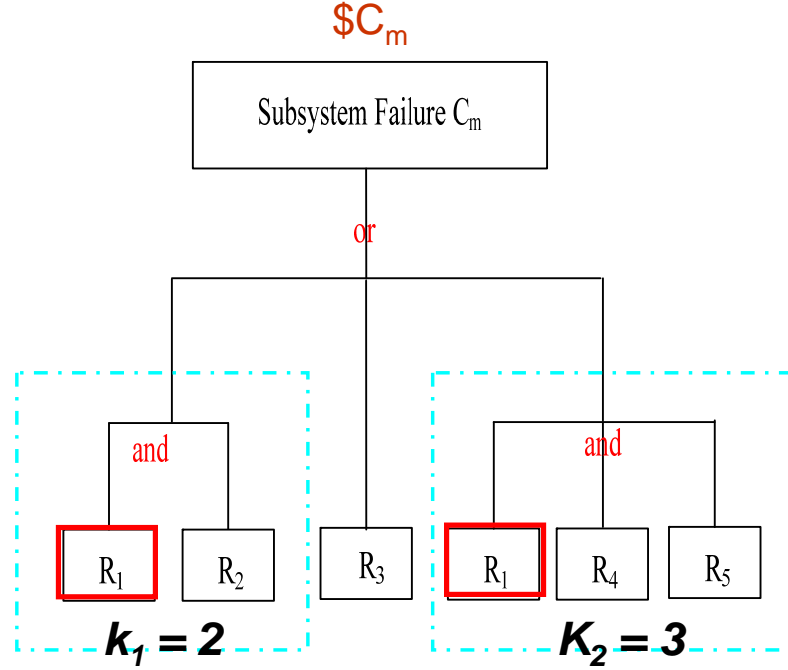 $Cₘ
Subsystem Failure Cₘ
or
and
and
R₁
R₂
R₃
R₁
R₄
R₅
k₁ = 2
K₂ = 3